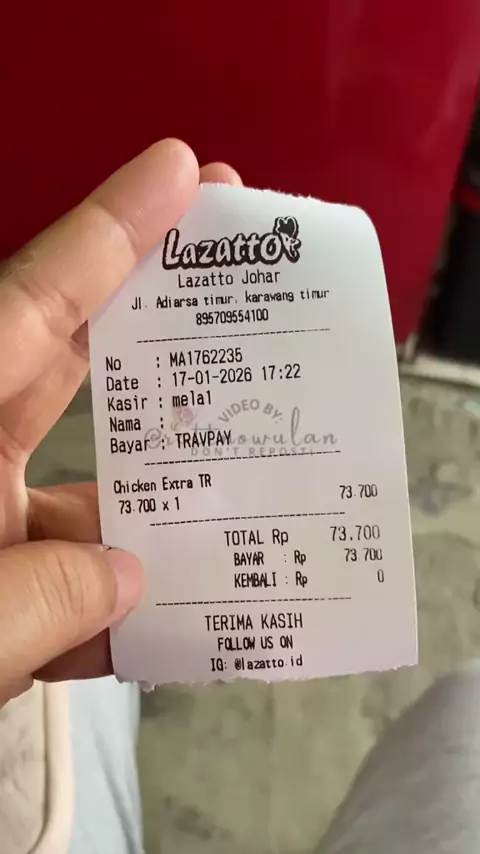 Lazatto
Lazatto Johar
Jl. Adiarsa timur, karawang timur
895709554100
No : MA1762235
Date : 17-01-2026 17:22
Kasir : mela1
Nama :
VIDEO BY:
Bayar : TRAVPAY
DON'T REPOST!
Chicken Extra TR
73.700 x 1 73.700
TOTAL Rp 73.700
BAYAR : Rp 73.700
KEMBALI : Rp 0
TERIMA KASIH
FOLLOW US ON
IG: @lazatto.id